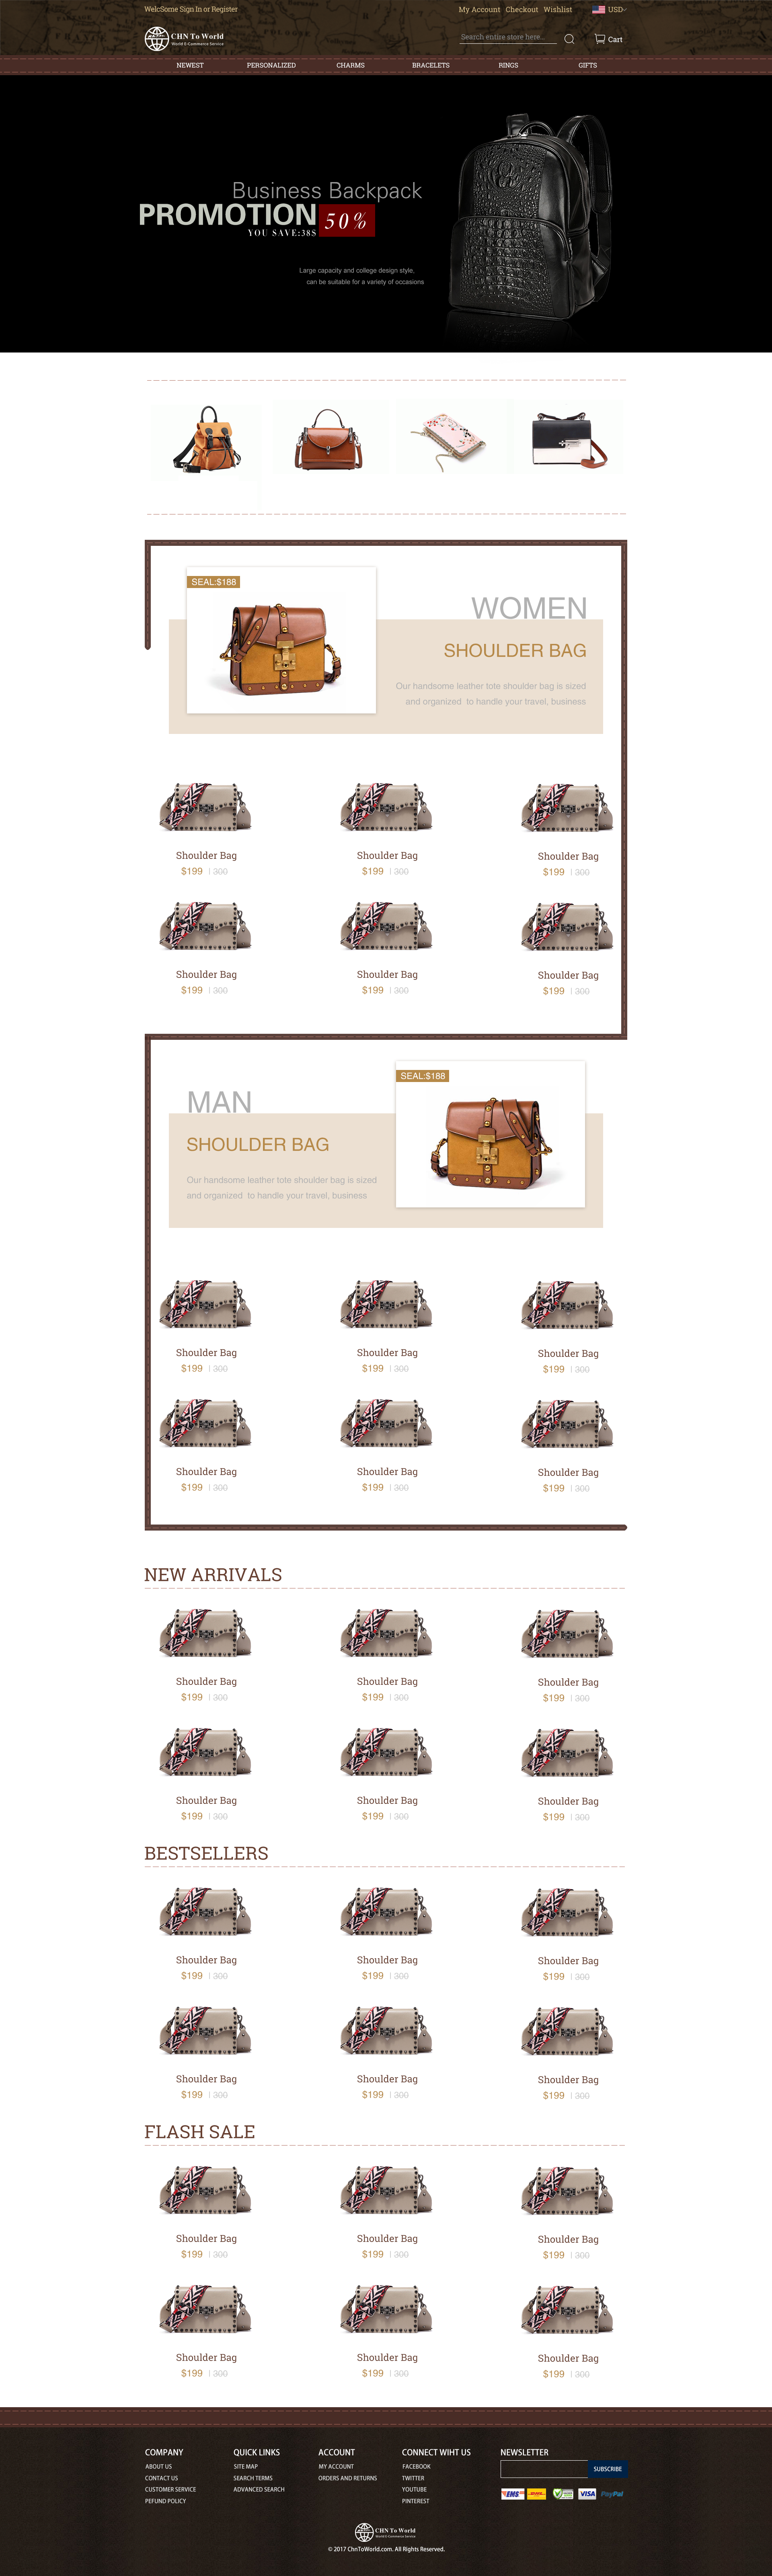 WelcSome Sign In or Register
My Account Checkout Wishlist USD
CHN To World
World E-Commerce Service
Search entire store here...
Cart
NEWEST PERSONALIZED CHARMS BRACELETS RINGS GIFTS
Business Backpack
PROMOTION 50%
YOU SAVE:38S
Large capacity and college design style,
can be suitable for a variety of occasions
SEAL:$188
WOMEN
SHOULDER BAG
Our handsome leather tote shoulder bag is sized
and organized to handle your travel, business
Shoulder Bag Shoulder Bag Shoulder Bag
$199 | 300 $199 | 300 $199 | 300
Shoulder Bag Shoulder Bag Shoulder Bag
$199 | 300 $199 | 300 $199 | 300
SEAL:$188
MAN
SHOULDER BAG
Our handsome leather tote shoulder bag is sized
and organized to handle your travel, business
Shoulder Bag Shoulder Bag Shoulder Bag
$199 | 300 $199 | 300 $199 | 300
Shoulder Bag Shoulder Bag Shoulder Bag
$199 | 300 $199 | 300 $199 | 300
NEW ARRIVALS
Shoulder Bag Shoulder Bag Shoulder Bag
$199 | 300 $199 | 300 $199 | 300
Shoulder Bag Shoulder Bag Shoulder Bag
$199 | 300 $199 | 300 $199 | 300
BESTSELLERS
Shoulder Bag Shoulder Bag Shoulder Bag
$199 | 300 $199 | 300 $199 | 300
Shoulder Bag Shoulder Bag Shoulder Bag
$199 | 300 $199 | 300 $199 | 300
FLASH SALE
Shoulder Bag Shoulder Bag Shoulder Bag
$199 | 300 $199 | 300 $199 | 300
Shoulder Bag Shoulder Bag Shoulder Bag
$199 | 300 $199 | 300 $199 | 300
COMPANY QUICK LINKS ACCOUNT CONNECT WIHT US NEWSLETTER
ABOUT US SITE MAP MY ACCOUNT FACEBOOK SUBSCRIBE
CONTACT US SEARCH TERMS ORDERS AND RETURNS TWITTER
CUSTOMER SERVICE ADVANCED SEARCH YOUTUBE
PEFUND POLICY PINTEREST
EMS DHL VISA PayPal
CHN To World
World E-Commerce Service
© 2017 ChnToWorld.com. All Rights Reserved.